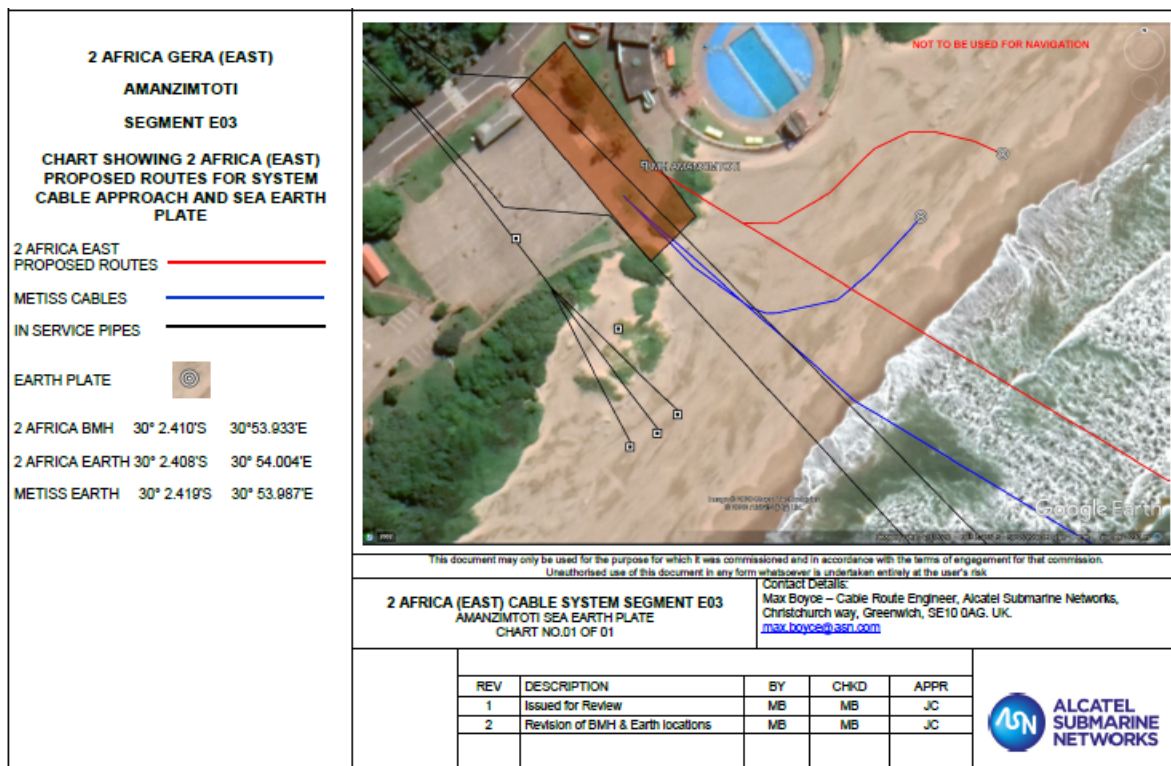 2 AFRICA GERA (EAST)
AMANZIMTOTI
SEGMENT E03
CHART SHOWING 2 AFRICA (EAST)
PROPOSED ROUTES FOR SYSTEM
CABLE APPROACH AND SEA EARTH
PLATE
2 AFRICA EAST
PROPOSED ROUTES
METISS CABLES
IN SERVICE PIPES
EARTH PLATE
2 AFRICA BMH 30° 2.410'S 30°53.933'E
2 AFRICA EARTH 30° 2.408'S 30° 54.004'E
METISS EARTH 30° 2.419'S 30° 53.987'E
NOT TO BE USED FOR NAVIGATION
AMANZIMTOTI
Google Earth
This document may only be used for the purpose for which it was commissioned and in accordance with the terms of engagement for that commission.
Unauthorised use of this document in any form whatsoever is undertaken entirely at the user's risk
2 AFRICA (EAST) CABLE SYSTEM SEGMENT E03
AMANZIMTOTI SEA EARTH PLATE
CHART NO.01 OF 01
Contact Details:
Max Boyce – Cable Route Engineer, Alcatel Submarine Networks,
Christchurch way, Greenwich, SE10 0AG. UK.
max.boyce@asn.com
REV DESCRIPTION BY CHKD APPR
1 Issued for Review MB MB JC
2 Revision of BMH & Earth locations MB MB JC
ASN
ALCATEL
SUBMARINE
NETWORKS